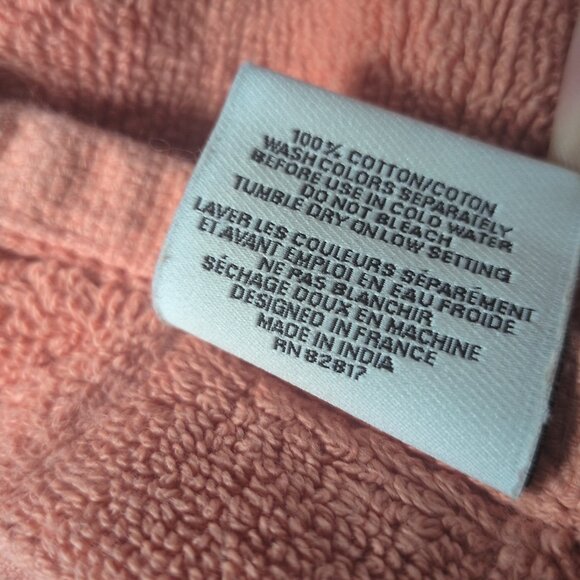 100% COTTON/COTON
WASH COLORS SEPARATELY
BEFORE USE IN COLD WATER
DO NOT BLEACH
TUMBLE DRY ON LOW SETTING
LAVER LES COULEURS SÉPARÉMENT
ET AVANT EMPLOI EN EAU FROIDE
NE PAS BLANCHIR
SÉCHAGE DOUX EN MACHINE
DESIGNED IN FRANCE
MADE IN INDIA
RN 82817